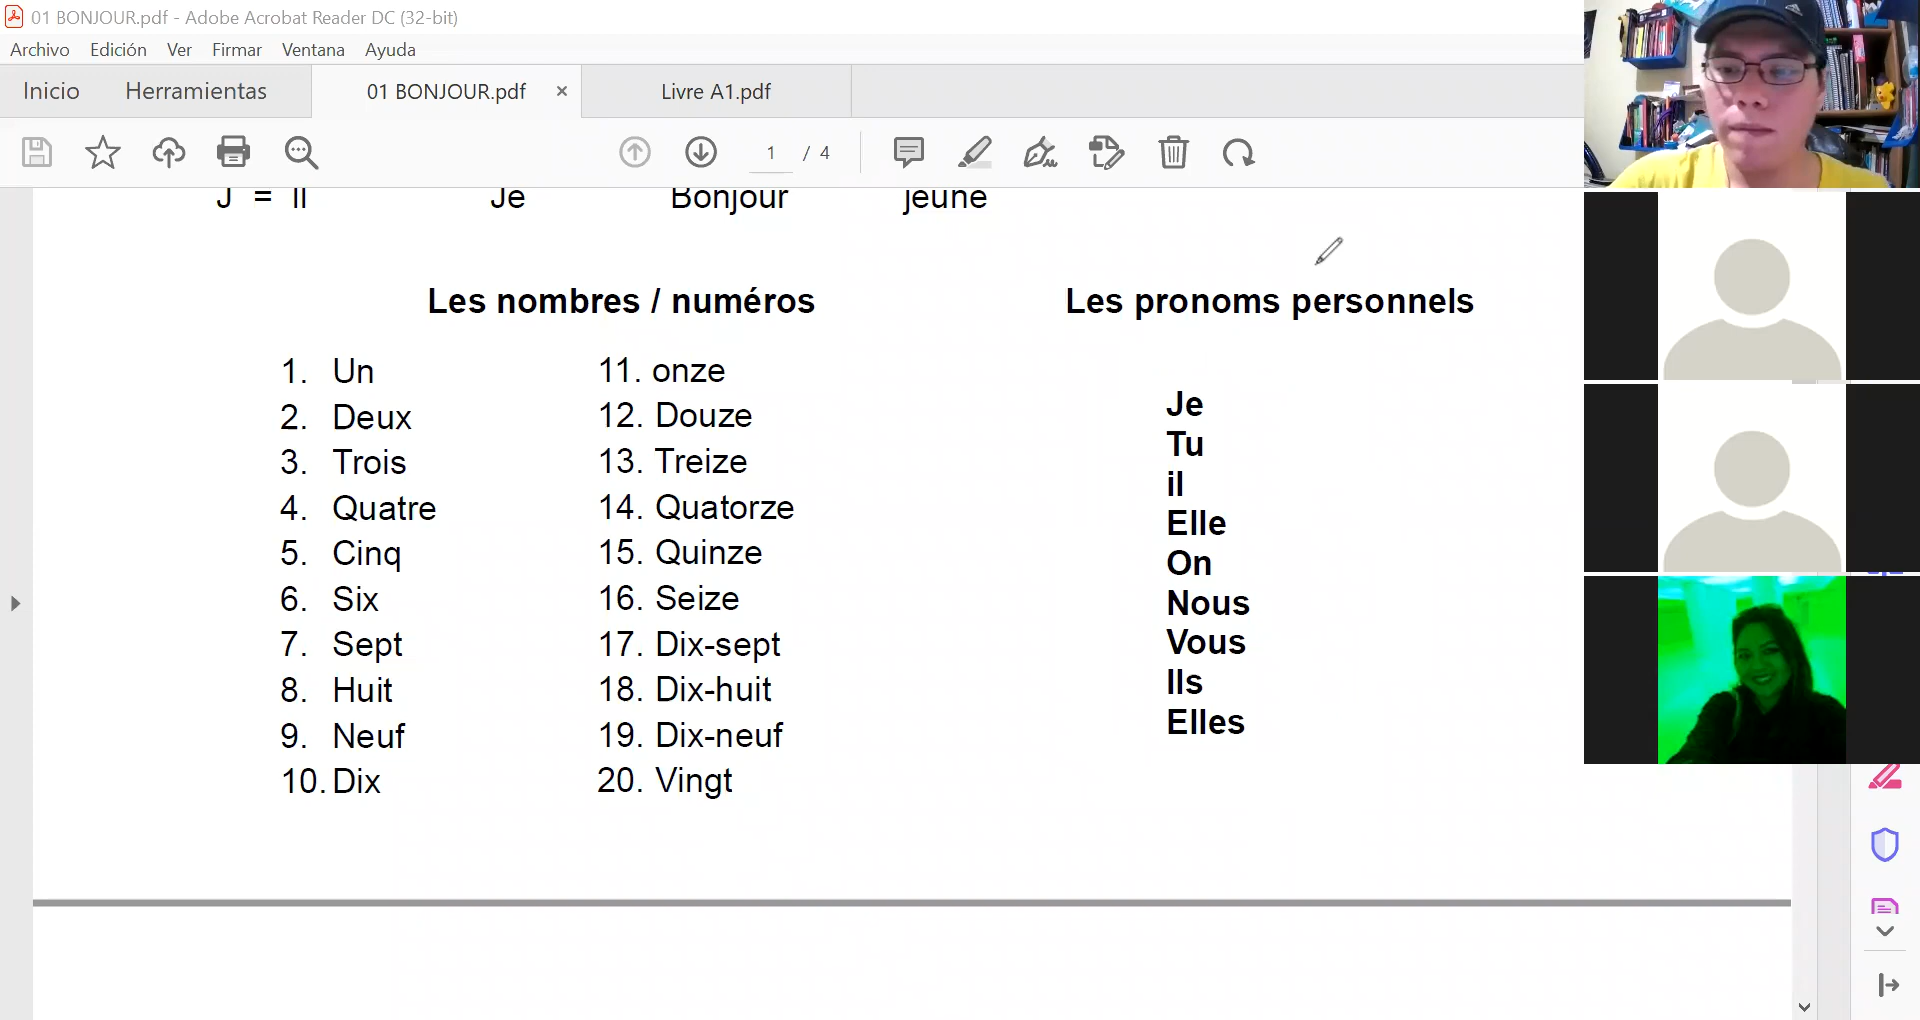 01 BONJOUR.pdf - Adobe Acrobat Reader DC (32-bit)
Archivo Edición Ver Firmar Ventana Ayuda
Inicio Herramientas 01 BONJOUR.pdf × Livre A1.pdf
1 / 4
J = ll Je Bonjour jeune
Les nombres / numéros
1. Un
2. Deux
3. Trois
4. Quatre
5. Cinq
6. Six
7. Sept
8. Huit
9. Neuf
10. Dix
11. onze
12. Douze
13. Treize
14. Quatorze
15. Quinze
16. Seize
17. Dix-sept
18. Dix-huit
19. Dix-neuf
20. Vingt
Les pronoms personnels
Je
Tu
il
Elle
On
Nous
Vous
Ils
Elles